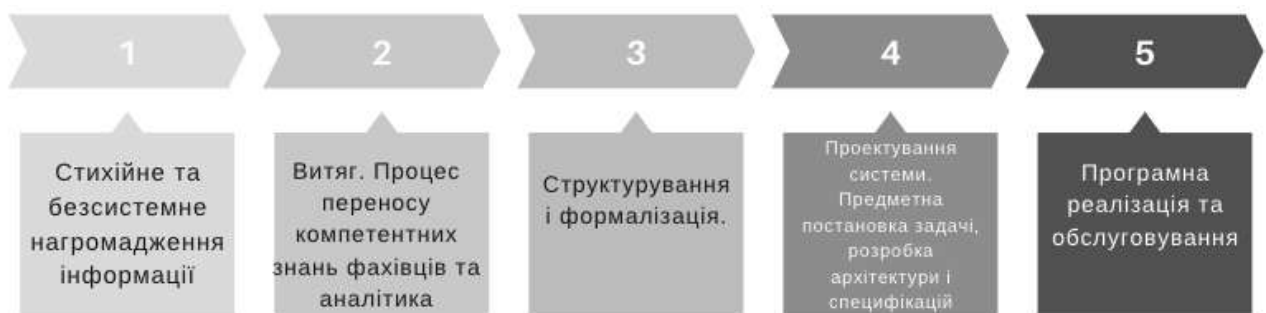 1
2
3
4
5
Стихійне та
безсистемне
нагромадження
інформації
Витяг. Процес
переносу
компетентних
знань фахівців та
аналітика
Структурування
і формалізація.
Проектування
системи.
Предметна
постановка задачі,
розробка
архітектури і
специфікацій
Програмна
реалізація та
обслуговування